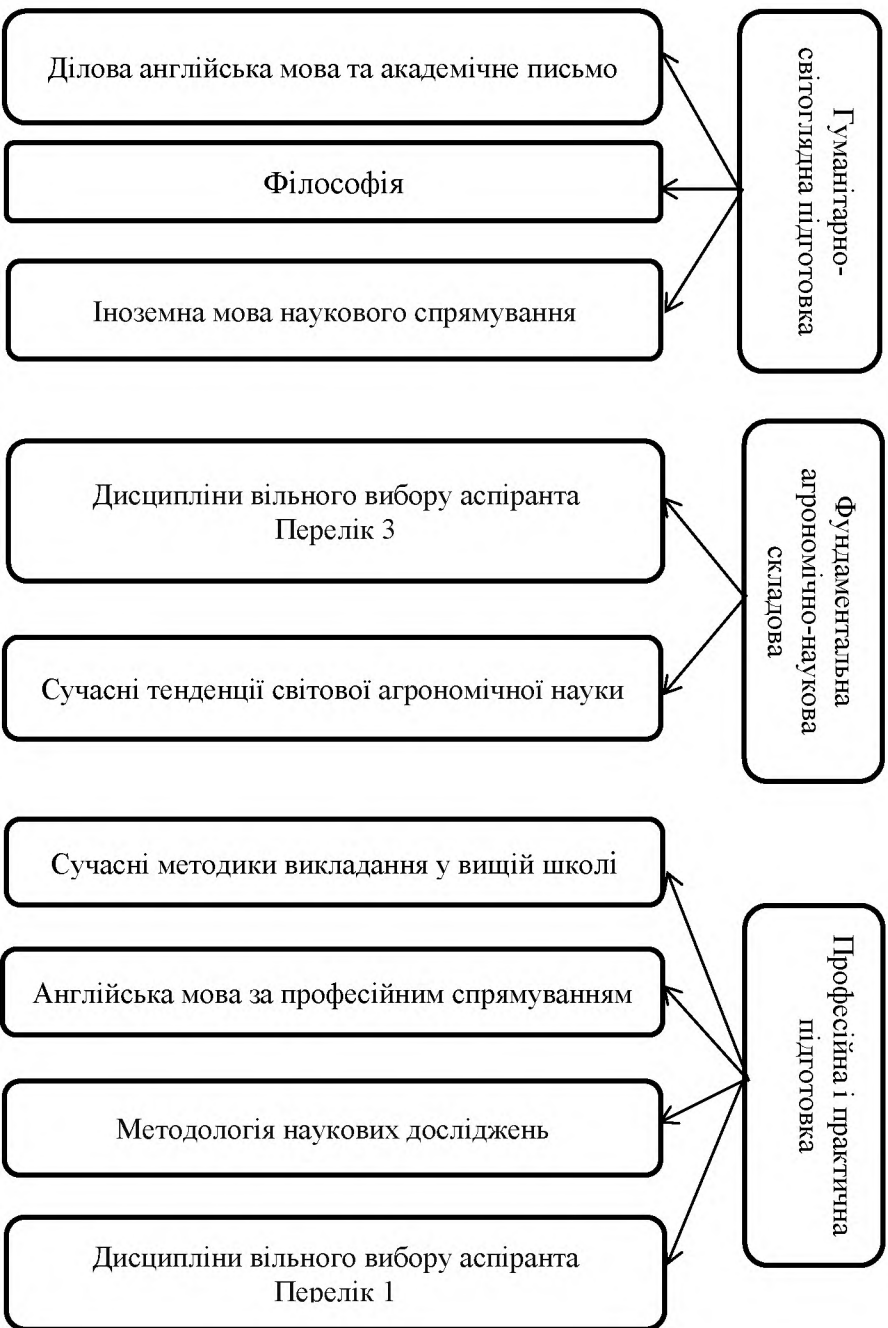 Гуманітарно-
світоглядна підготовка
Ділова англійська мова та академічне письмо
Філософія
Іноземна мова наукового спрямування
Фундаментальна
агрономічно-наукова
складова
Дисципліни вільного вибору аспіранта
Перелік 3
Сучасні тенденції світової агрономічної науки
Професійна і практична
підготовка
Сучасні методики викладання у вищій школі
Англійська мова за професійним спрямуванням
Методологія наукових досліджень
Дисципліни вільного вибору аспіранта
Перелік 1